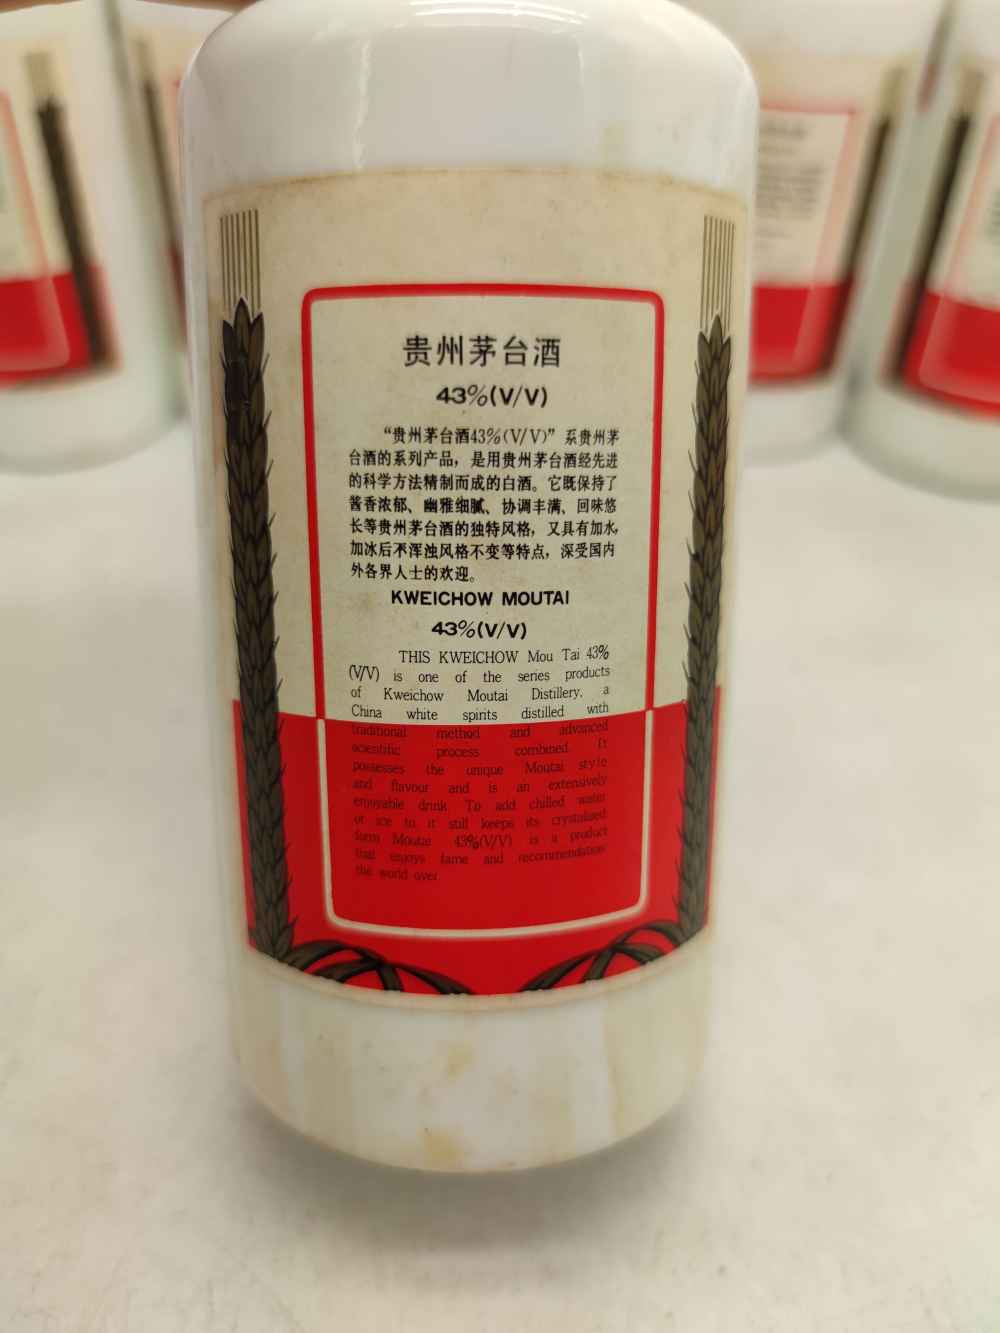 贵州茅台酒
43%(V/V)
“贵州茅台酒43%(V/V)”系贵州茅
台酒的系列产品，是用贵州茅台酒经先进
的科学方法精制而成的白酒。它既保持了
酱香浓郁、幽雅细腻、协调丰满、回味悠
长等贵州茅台酒的独特风格，又具有加水,
加冰后不浑浊风格不变等特点，深受国内
外各界人士的欢迎。
KWEICHOW MOUTAI
43%(V/V)
THIS KWEICHOW Mou Tai 43%
(V/V) is one of the series products
of Kweichow Moutai Distillery, a
China white spirits distilled with
traditional method and advanced
scientific process combined. It
possesses the unique Moutai style
and flavour and is an extensively
enjoyable drink. To add chilled water
or ice to it still keeps its crystalised
form Moutai 43%(V/V) is a product
that enjoys fame and recommendation
the world over